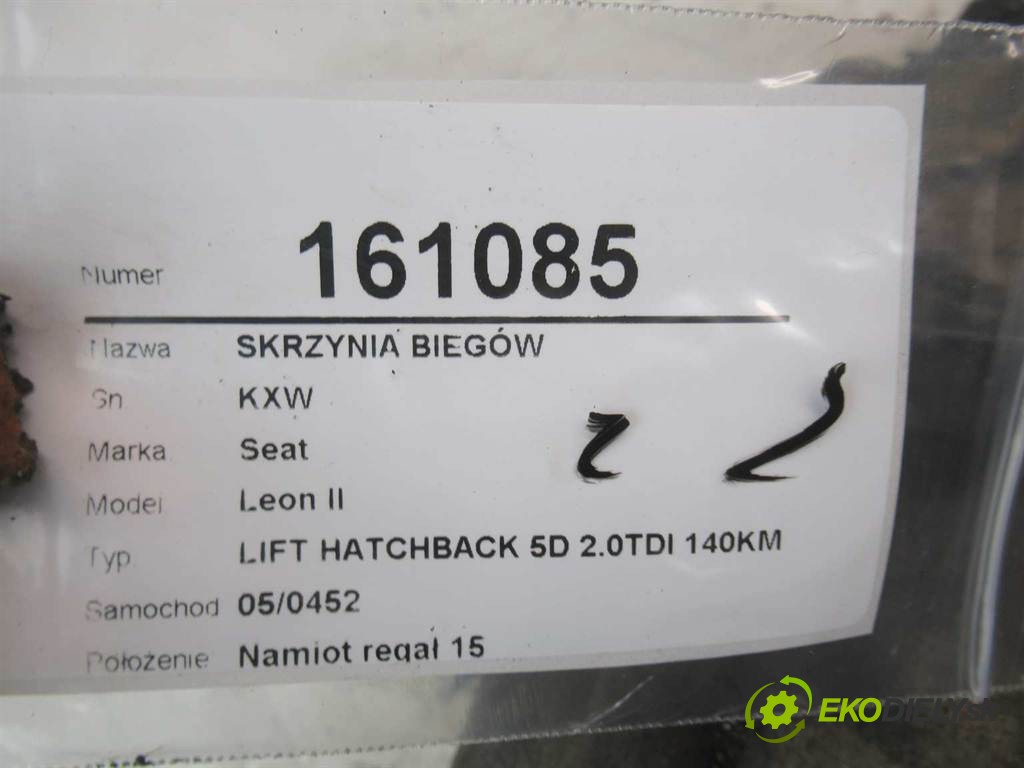 Numer 161085
Nazwa SKRZYNIA BIEGÓW
Sn KXW
Marka Seat
Model Leon II
Typ LIFT HATCHBACK 5D 2.0TDI 140KM
Samochod 05/0452
Położenie Namiot regał 15
EKODIELY